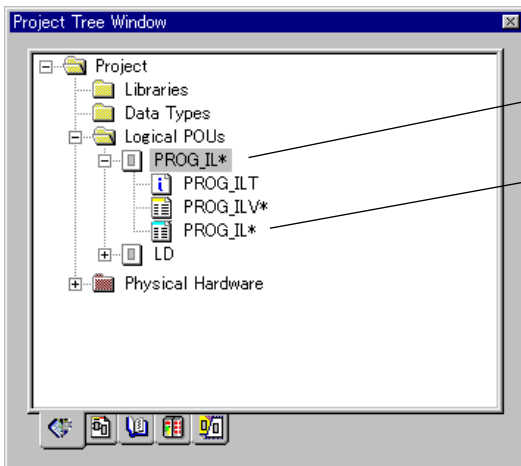 Project Tree Window
Project
Libraries
Data Types
Logical POUs
PROG_IL*
PROG_ILT
PROG_ILV*
PROG_IL*
LD
Physical Hardware